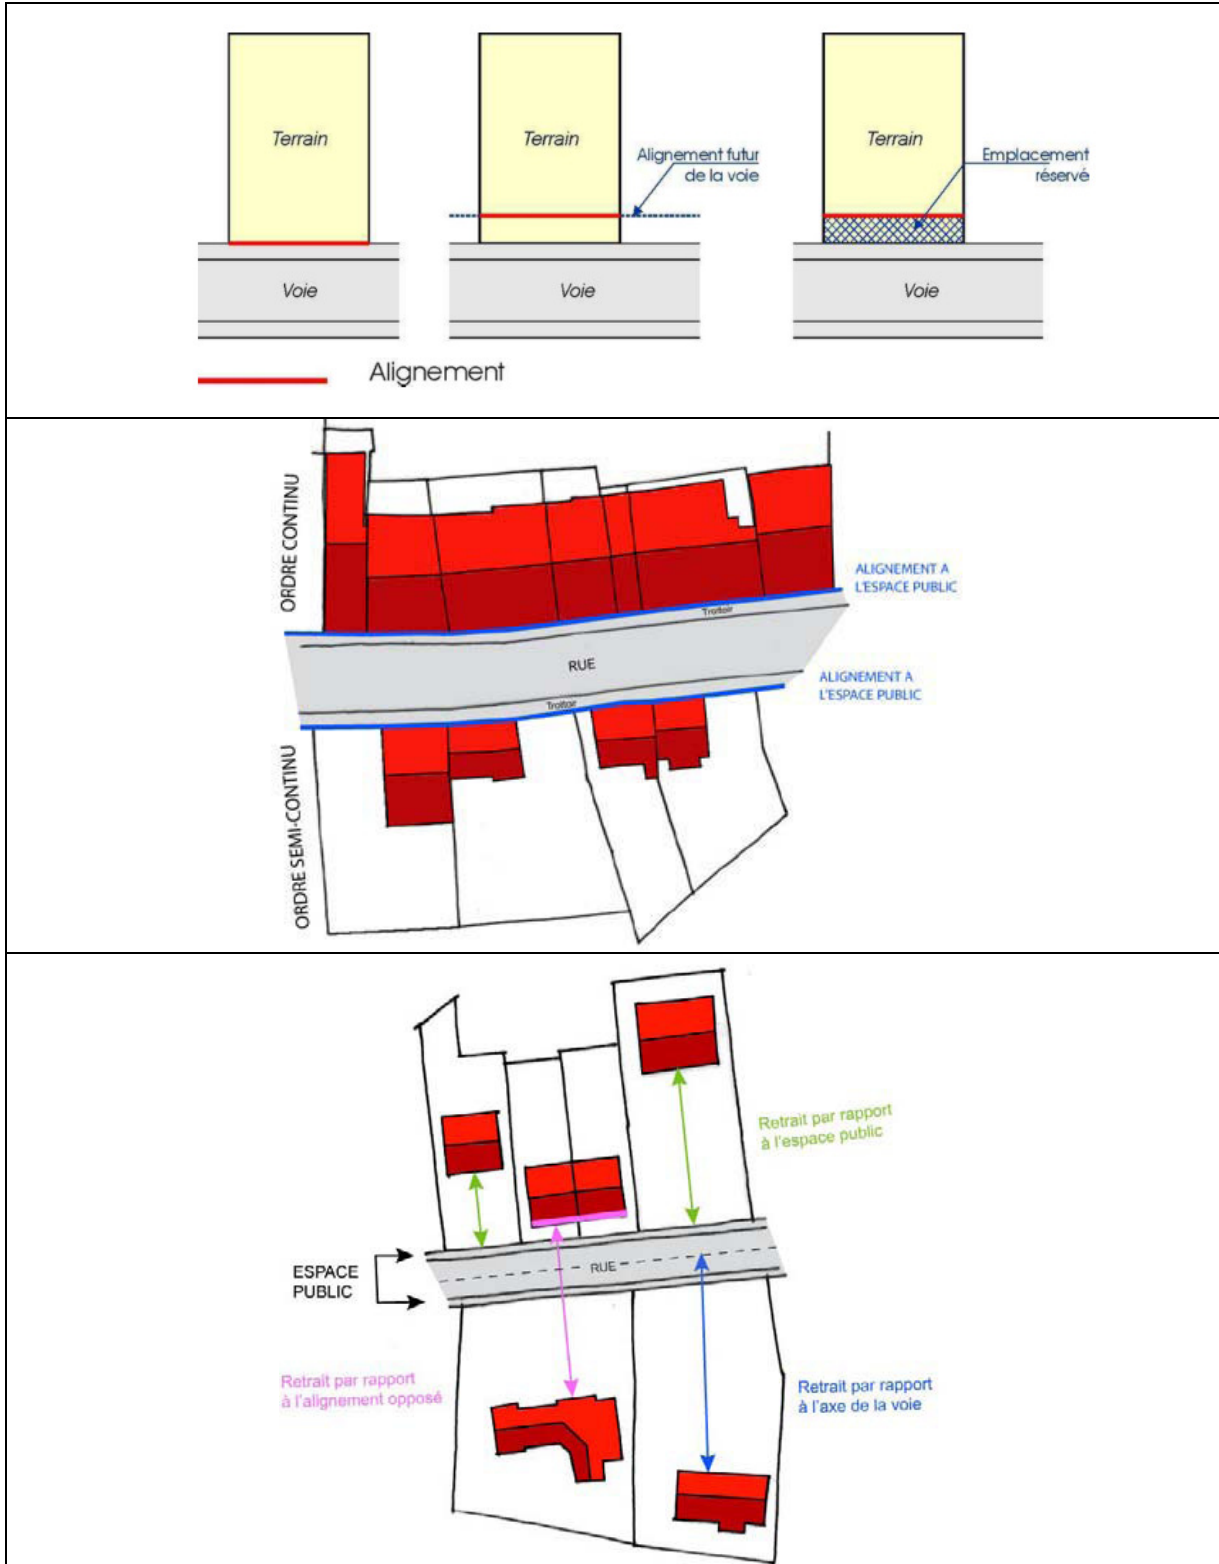 Terrain
Terrain
Terrain
Alignement futur
de la voie
Emplacement
réservé
Voie
Voie
Voie
Alignement
ORDRE CONTINU
ALIGNEMENT A
L'ESPACE PUBLIC
Trottoir
RUE
ALIGNEMENT A
L'ESPACE PUBLIC
Trottoir
ORDRE SEMI-CONTINU
Retrait par rapport
à l'espace public
ESPACE
PUBLIC
RUE
Retrait par rapport
à l'alignement opposé
Retrait par rapport
à l'axe de la voie